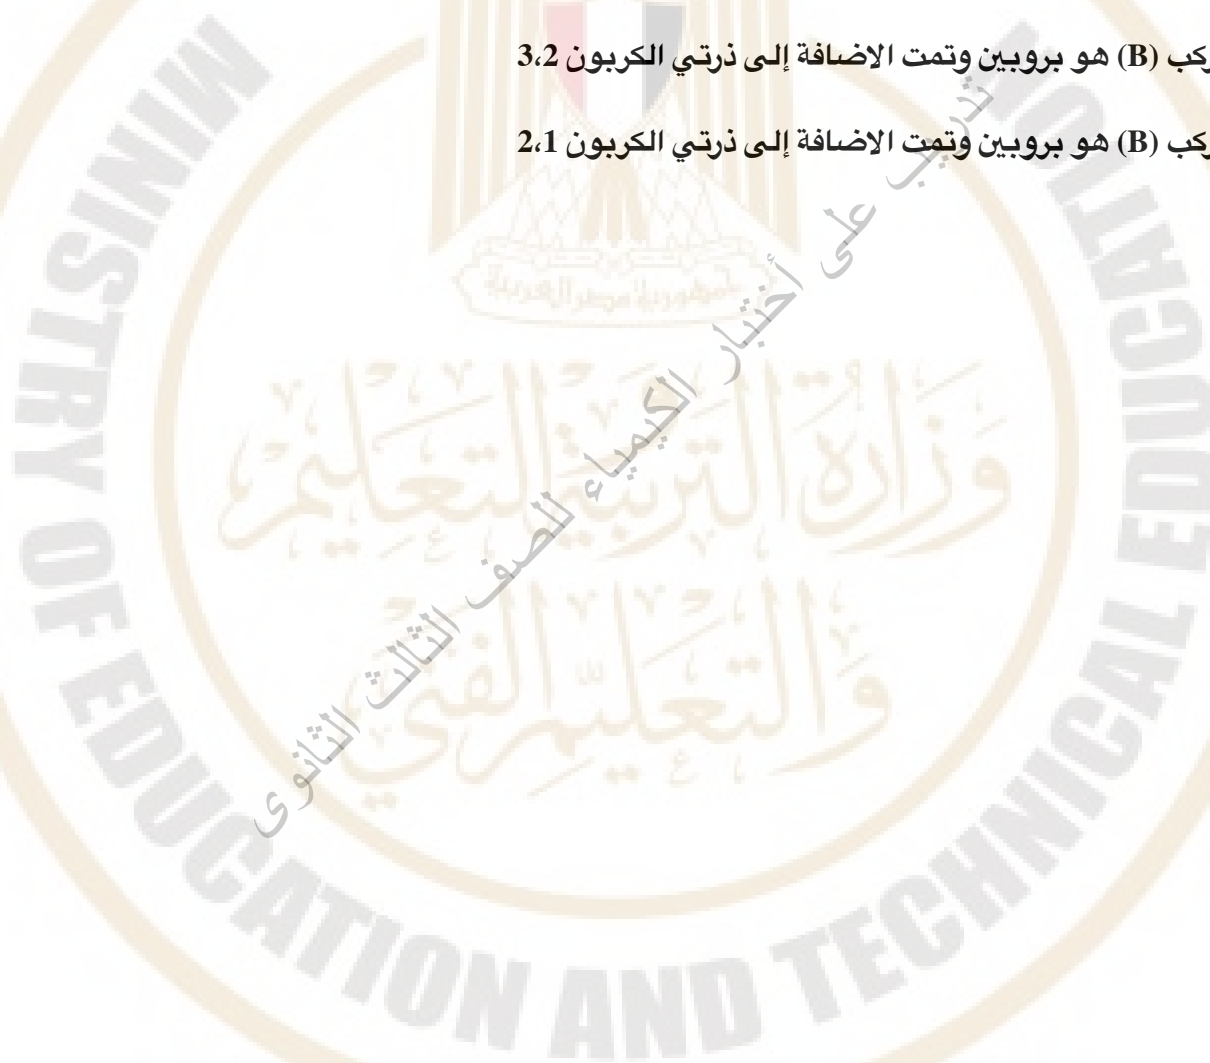 ركب (B) هو بروبين وتمت الاضافة إلى ذرتي الكربون 3،2
ركب (B) هو بروبين وتمت الاضافة إلى ذرتي الكربون 2،1
جمهورية مصر العربية
تدريب على أختبار الكيمياء للصف الثالث الثانوى
وزارة التربية والتعليم
والتعليم الفني
MINISTRY OF EDUCATION AND TECHNICAL EDUCATION